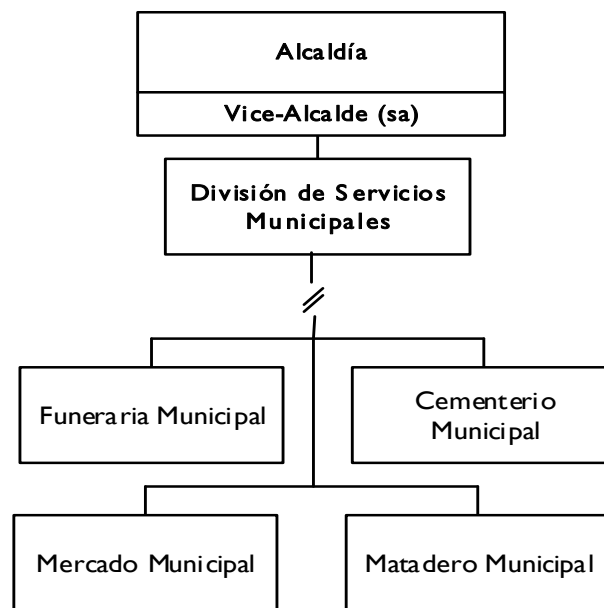 Alcaldía
Vice-Alcalde (sa)
División de Servicios
Municipales
Funeraria Municipal
Cementerio
Municipal
Mercado Municipal
Matadero Municipal